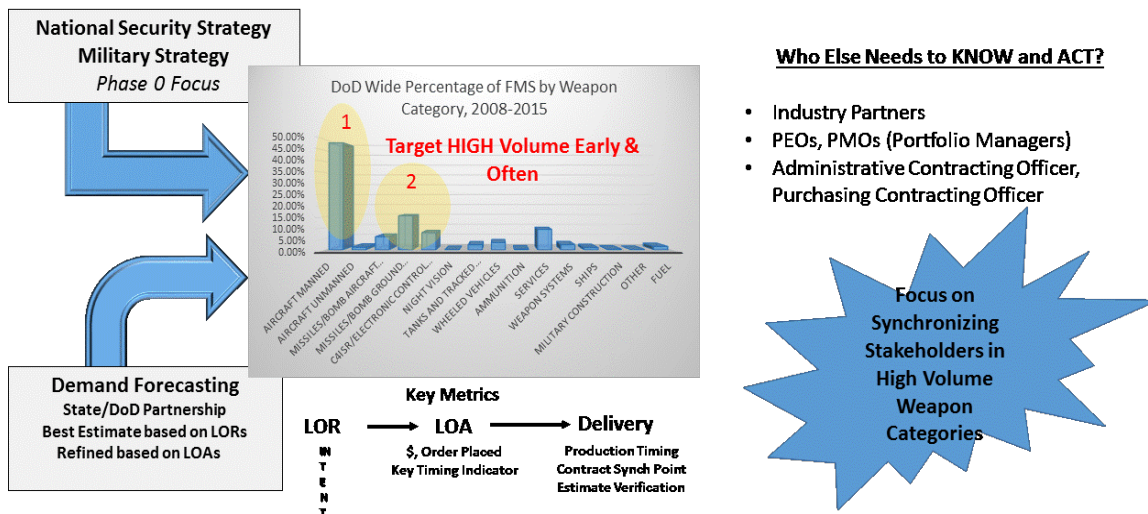 National Security Strategy
Military Strategy
Phase 0 Focus
DoD Wide Percentage of FMS by Weapon
Category, 2008-2015
1
2
Target HIGH Volume Early &
Often
50.00%
45.00%
40.00%
35.00%
30.00%
25.00%
20.00%
15.00%
10.00%
5.00%
0.00%
AIRCRAFT MANNED
AIRCRAFT UNMANNED
MISSILES/BOMB AIRCRAFT...
MISSILES/BOMB GROUND...
C4ISR/ELECTRONIC CONTROL...
NIGHT VISION
TANKS AND TRACKED...
WHEELED VEHICLES
AMMUNITION
SERVICES
WEAPON SYSTEMS
SHIPS
MILITARY CONSTRUCTION
OTHER
FUEL
Demand Forecasting
State/DoD Partnership
Best Estimate based on LORs
Refined based on LOAs
Key Metrics
LOR
INTENT
LOA
$, Order Placed
Key Timing Indicator
Delivery
Production Timing
Contract Synch Point
Estimate Verification
Who Else Needs to KNOW and ACT?
• Industry Partners
• PEOs, PMOs (Portfolio Managers)
• Administrative Contracting Officer,
Purchasing Contracting Officer
Focus on
Synchronizing
Stakeholders in
High Volume
Weapon
Categories